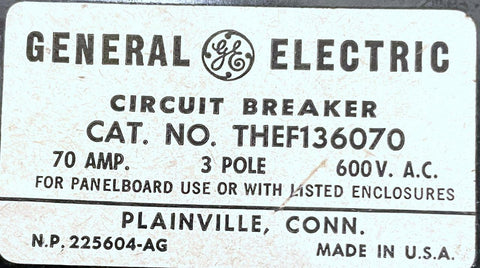 GENERAL GE ELECTRIC
CIRCUIT BREAKER
CAT. NO. THEF136070
70 AMP. 3 POLE 600 V. A.C.
FOR PANELBOARD USE OR WITH LISTED ENCLOSURES
PLAINVILLE, CONN.
N.P. 225604-AG MADE IN U.S.A.